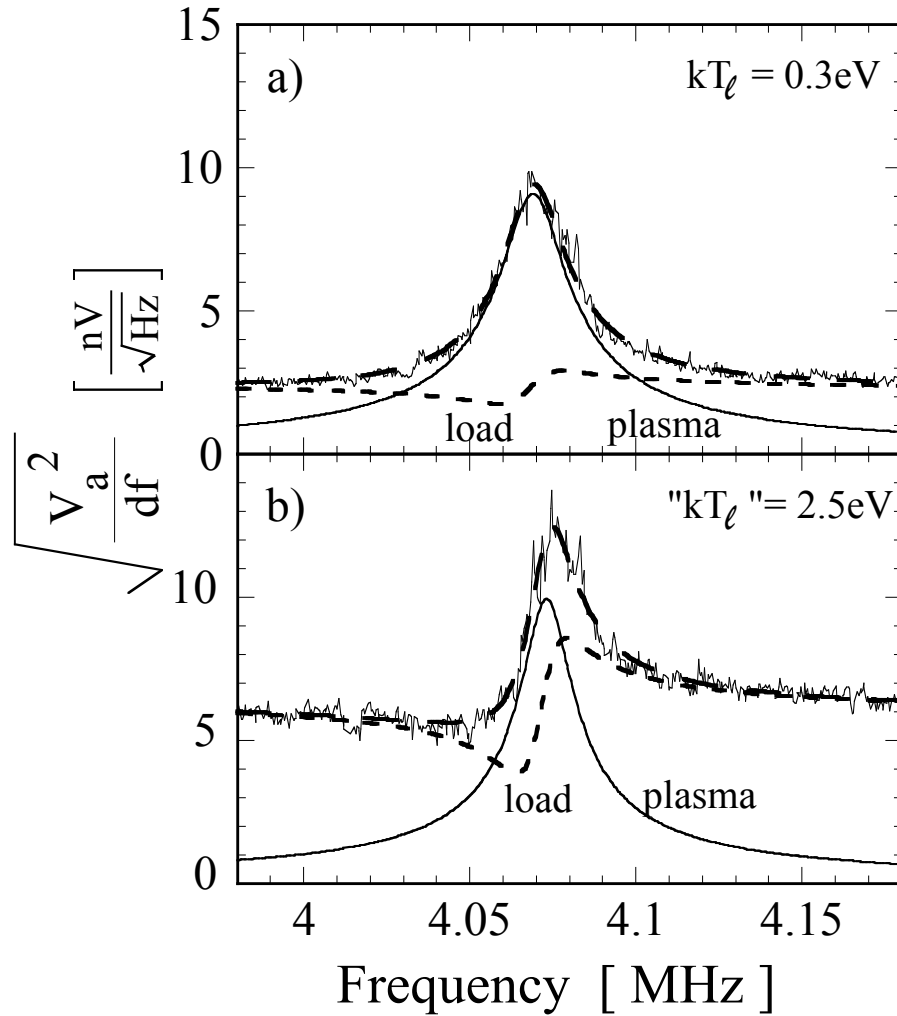 15
a)
kTℓ = 0.3eV
10
5
load
plasma
0
b)
"kTℓ "= 2.5eV
10
5
load
plasma
0
4
4.05
4.1
4.15
Frequency [ MHz ]
√(Va²/df) [nV/√Hz]